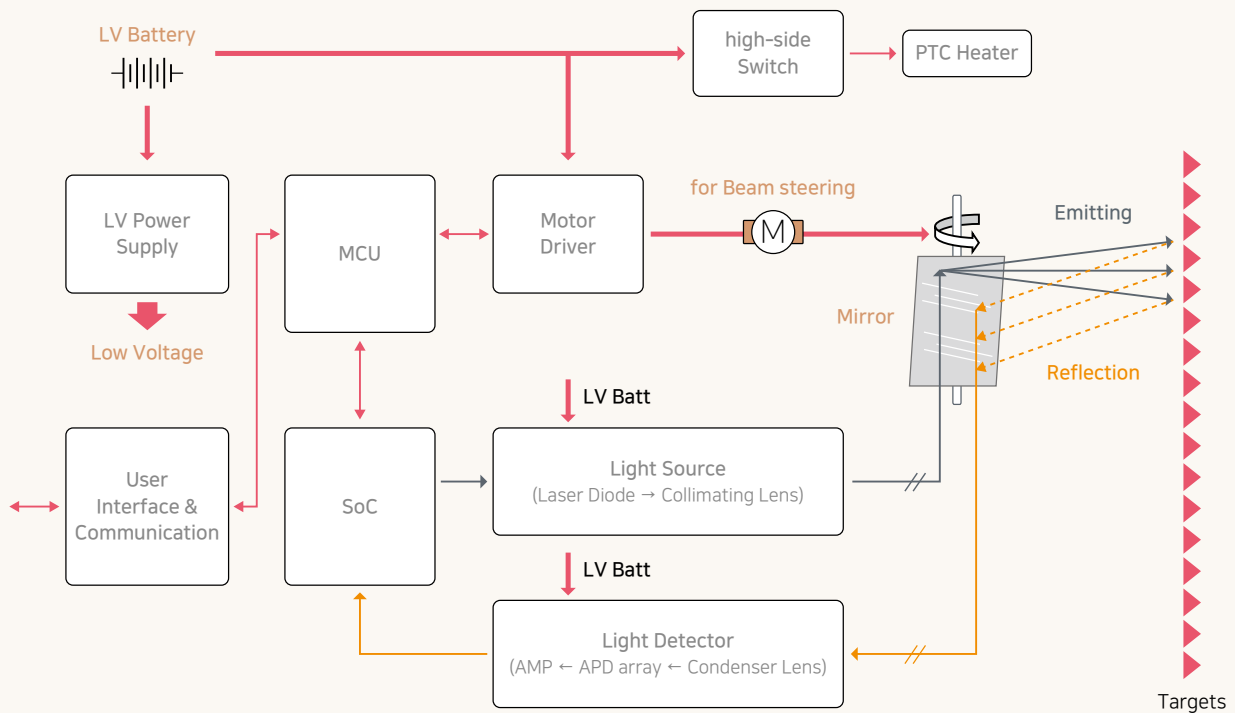 LV Battery
high-side
Switch
PTC Heater
LV Power
Supply
MCU
Motor
Driver
for Beam steering
M
Emitting
Mirror
Low Voltage
Reflection
LV Batt
User
Interface &
Communication
SoC
Light Source
(Laser Diode → Collimating Lens)
LV Batt
Light Detector
(AMP ← APD array ← Condenser Lens)
Targets